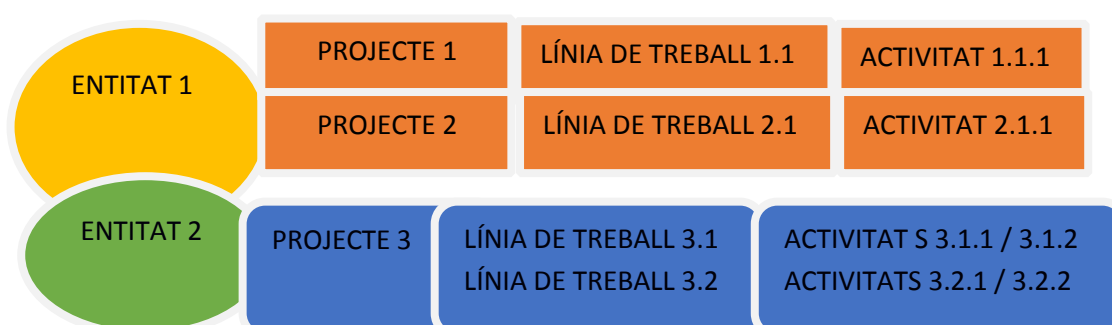 ENTITAT 1
PROJECTE 1
LÍNIA DE TREBALL 1.1
ACTIVITAT 1.1.1
PROJECTE 2
LÍNIA DE TREBALL 2.1
ACTIVITAT 2.1.1
ENTITAT 2
PROJECTE 3
LÍNIA DE TREBALL 3.1
LÍNIA DE TREBALL 3.2
ACTIVITAT S 3.1.1 / 3.1.2
ACTIVITATS 3.2.1 / 3.2.2